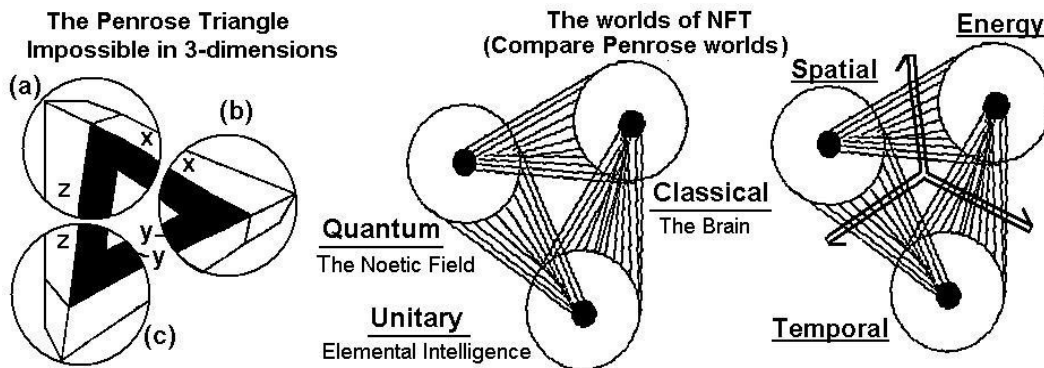 The Penrose Triangle
Impossible in 3-dimensions
(a)
x
z
(b)
x
y
z
y
(c)
The worlds of NFT
(Compare Penrose worlds)
Quantum
The Noetic Field
Classical
The Brain
Unitary
Elemental Intelligence
Energy
Spatial
Temporal